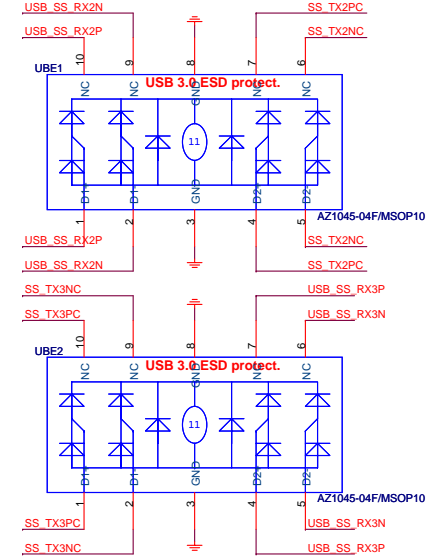 USB_SS_RX2N SS_TX2PC
USB_SS_RX2P SS_TX2NC
10 9 8 7 6
UBE1
USB 3.0 ESD protect.
NC NC GND NC NC
11
D1+ D1- GND D2+ D2-
AZ1045-04F/MSOP10
1 2 3 4 5
USB_SS_RX2P SS_TX2NC
USB_SS_RX2N SS_TX2PC
SS_TX3NC USB_SS_RX3P
SS_TX3PC USB_SS_RX3N
10 9 8 7 6
UBE2
USB 3.0 ESD protect.
NC NC GND NC NC
11
D1+ D1- GND D2+ D2-
AZ1045-04F/MSOP10
1 2 3 4 5
SS_TX3PC USB_SS_RX3N
SS_TX3NC USB_SS_RX3P